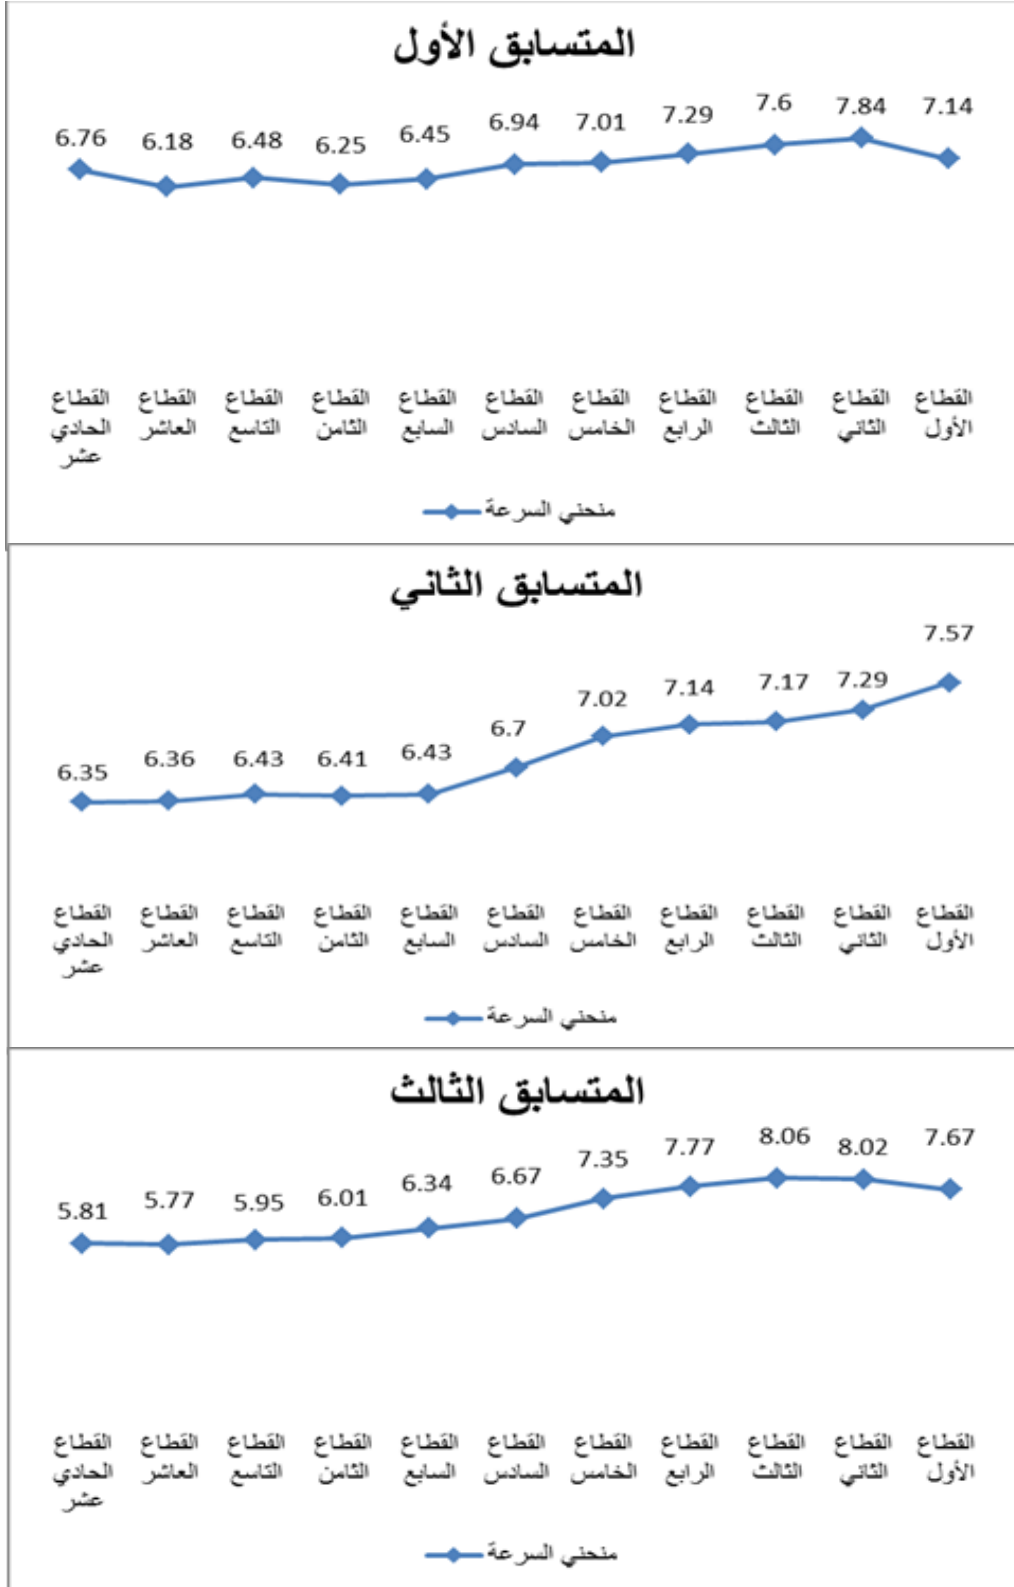 المتسابق الأول
7.14 7.84 7.6 7.29 7.01 6.94 6.45 6.25 6.48 6.18 6.76
القطاع القطاع القطاع القطاع القطاع القطاع القطاع القطاع القطاع القطاع القطاع
الأول الثاني الثالث الرابع الخامس السادس السابع الثامن التاسع العاشر الحادي
عشر
منحني السرعة
المتسابق الثاني
7.57 7.29 7.17 7.14 7.02 6.7 6.43 6.41 6.43 6.36 6.35
القطاع القطاع القطاع القطاع القطاع القطاع القطاع القطاع القطاع القطاع القطاع
الأول الثاني الثالث الرابع الخامس السادس السابع الثامن التاسع العاشر الحادي
عشر
منحني السرعة
المتسابق الثالث
7.67 8.02 8.06 7.77 7.35 6.67 6.34 6.01 5.95 5.77 5.81
القطاع القطاع القطاع القطاع القطاع القطاع القطاع القطاع القطاع القطاع القطاع
الأول الثاني الثالث الرابع الخامس السادس السابع الثامن التاسع العاشر الحادي
عشر
منحني السرعة